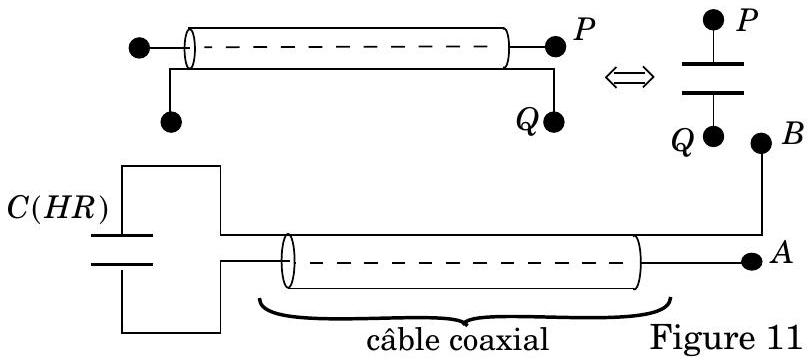 P
P
Q
Q
B
C(HR)
A
câble coaxial
Figure 11